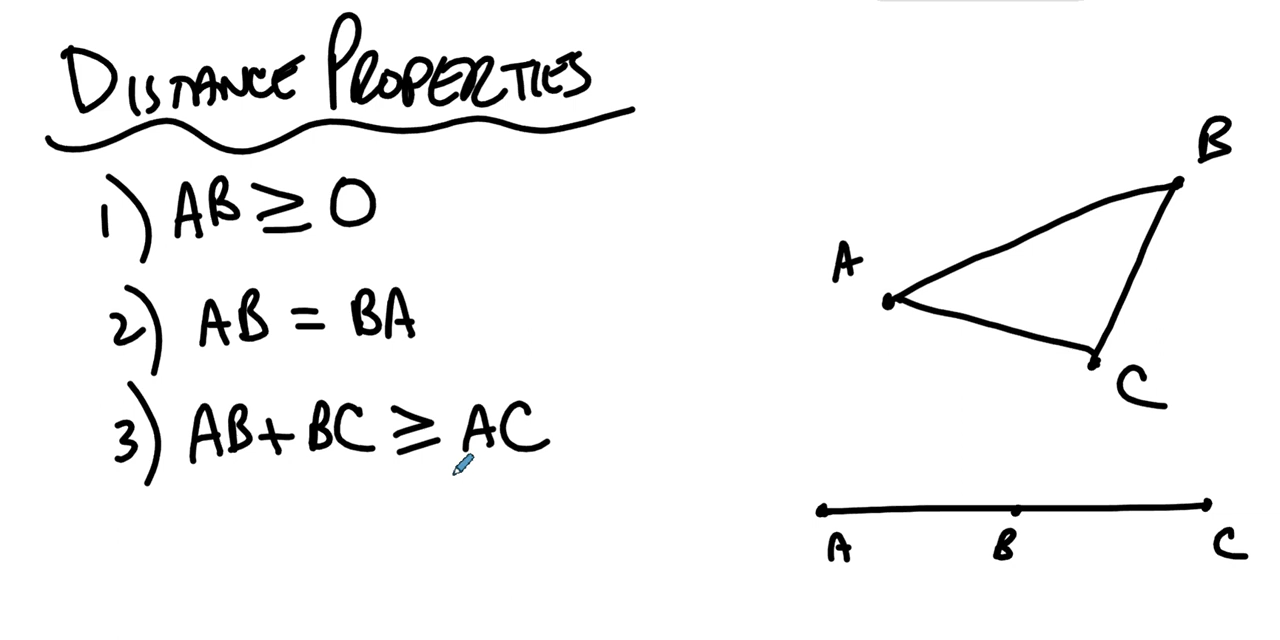 DISTANCE PROPERTIES
1) AB ≥ 0
2) AB = BA
3) AB + BC ≥ AC
B
A
C
A B C